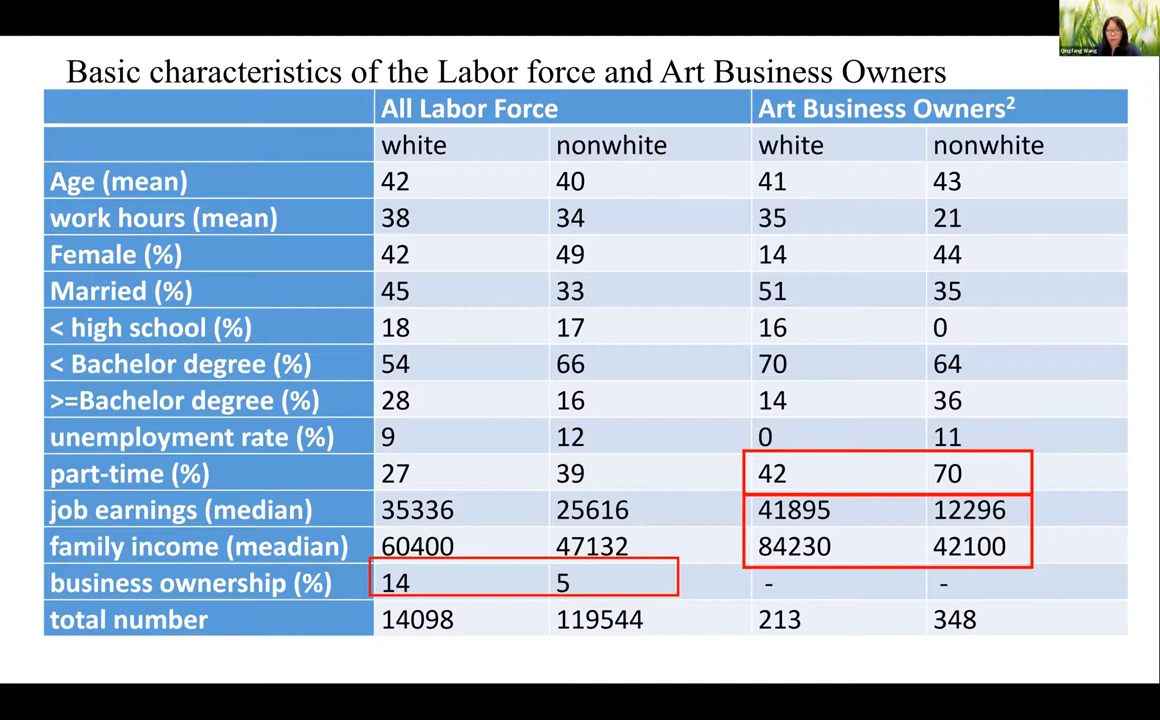 Qingfang Wang
Basic characteristics of the Labor force and Art Business Owners
All Labor Force Art Business Owners2
white nonwhite white nonwhite
Age (mean) 42 40 41 43
work hours (mean) 38 34 35 21
Female (%) 42 49 14 44
Married (%) 45 33 51 35
< high school (%) 18 17 16 0
< Bachelor degree (%) 54 66 70 64
>=Bachelor degree (%) 28 16 14 36
unemployment rate (%) 9 12 0 11
part-time (%) 27 39 42 70
job earnings (median) 35336 25616 41895 12296
family income (meadian) 60400 47132 84230 42100
business ownership (%) 14 5 - -
total number 14098 119544 213 348